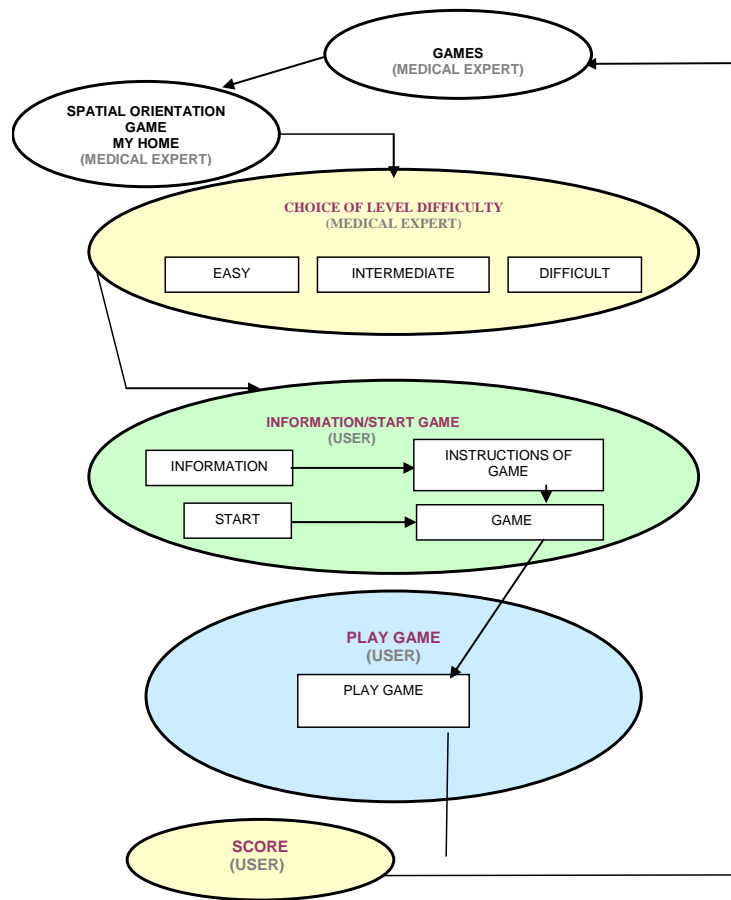 GAMES
(MEDICAL EXPERT)
SPATIAL ORIENTATION
GAME
MY HOME
(MEDICAL EXPERT)
CHOICE OF LEVEL DIFFICULTY
(MEDICAL EXPERT)
EASY
INTERMEDIATE
DIFFICULT
INFORMATION/START GAME
(USER)
INFORMATION
INSTRUCTIONS OF
GAME
START
GAME
PLAY GAME
(USER)
PLAY GAME
SCORE
(USER)